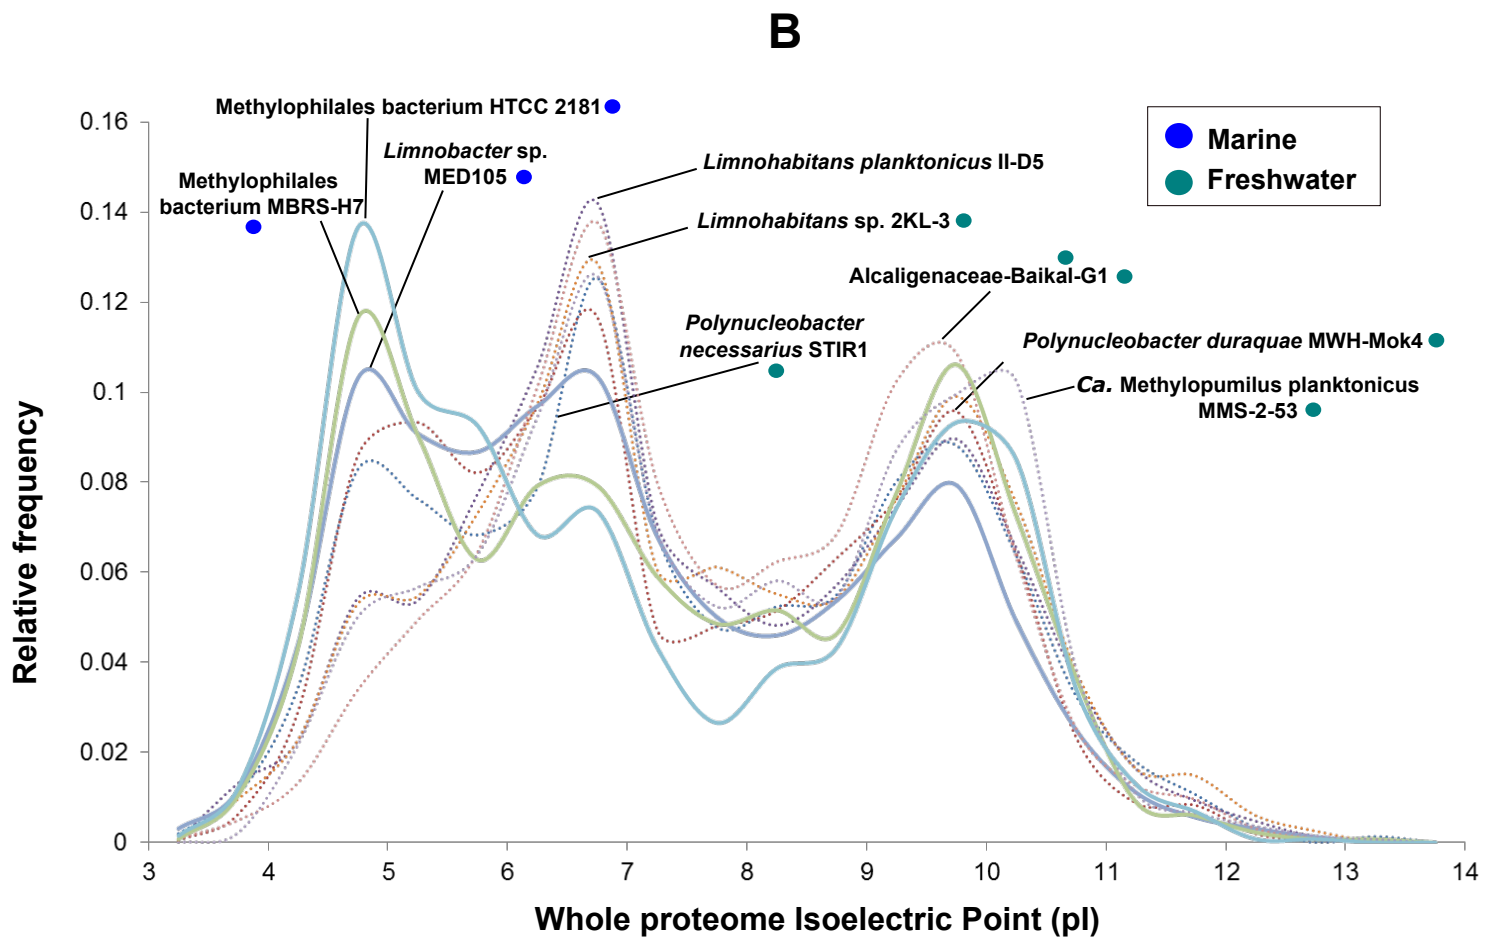 B
Methylophilales bacterium HTCC 2181
Limnobacter sp.
MED105
Methylophilales
bacterium MBRS-H7
Limnohabitans planktonicus II-D5
Limnohabitans sp. 2KL-3
Alcaligenaceae-Baikal-G1
Polynucleobacter
necessarius STIR1
Polynucleobacter duraquae MWH-Mok4
Ca. Methylopumilus planktonicus
MMS-2-53
Marine
Freshwater
Relative frequency
0.16
0.14
0.12
0.1
0.08
0.06
0.04
0.02
0
3 4 5 6 7 8 9 10 11 12 13 14
Whole proteome Isoelectric Point (pI)